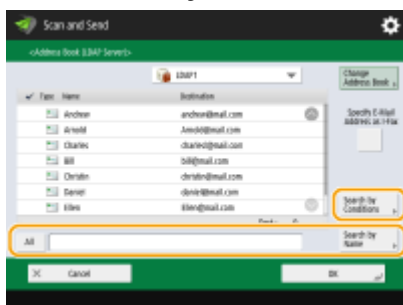 Scan and Send
<Address Book (LDAP Server)>
LDAP1
Change
Address Book
Type Name Destination
Andrew andrew@mail.com
Arnold Arnold@mail.com
Charles charles@mail.com
Bill bill@mail.com
Christin christin@mail.com
Daniel daniel@mail.com
Ellen Ellen@mail.com
Specify E-Mail
Address as I-Fax
Search by
Conditions
All
Search by
Name
Cancel
OK